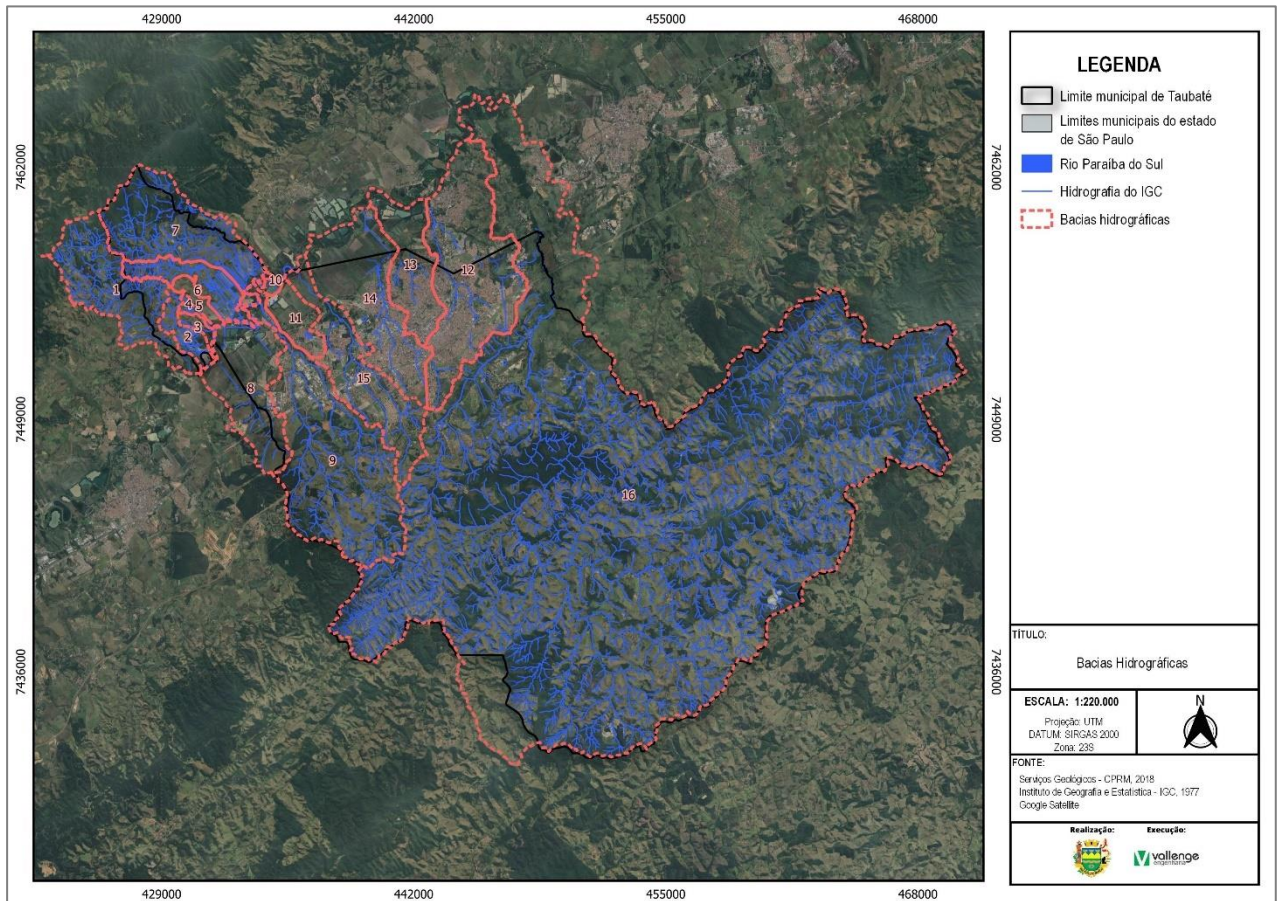 429000
442000
455000
468000
7462000
7449000
7436000
7
1
6
4
5
3
2
8
10
11
13
12
14
15
9
16
7462000
7449000
7436000
429000
442000
455000
468000
LEGENDA
Limite municipal de Taubaté
Limites municipais do estado
de São Paulo
Rio Paraíba do Sul
Hidrografia do IGC
Bacias hidrográficas
TÍTULO:
Bacias Hidrográficas
ESCALA: 1:220.000
Projeção: UTM
DATUM: SIRGAS 2000
Zona: 23S
N
FONTE:
Serviços Geológicos - CPRM, 2018
Instituto de Geografia e Estatística - IGC, 1977
Google Satellite
Realização:
Execução:
vallenge
engenharia